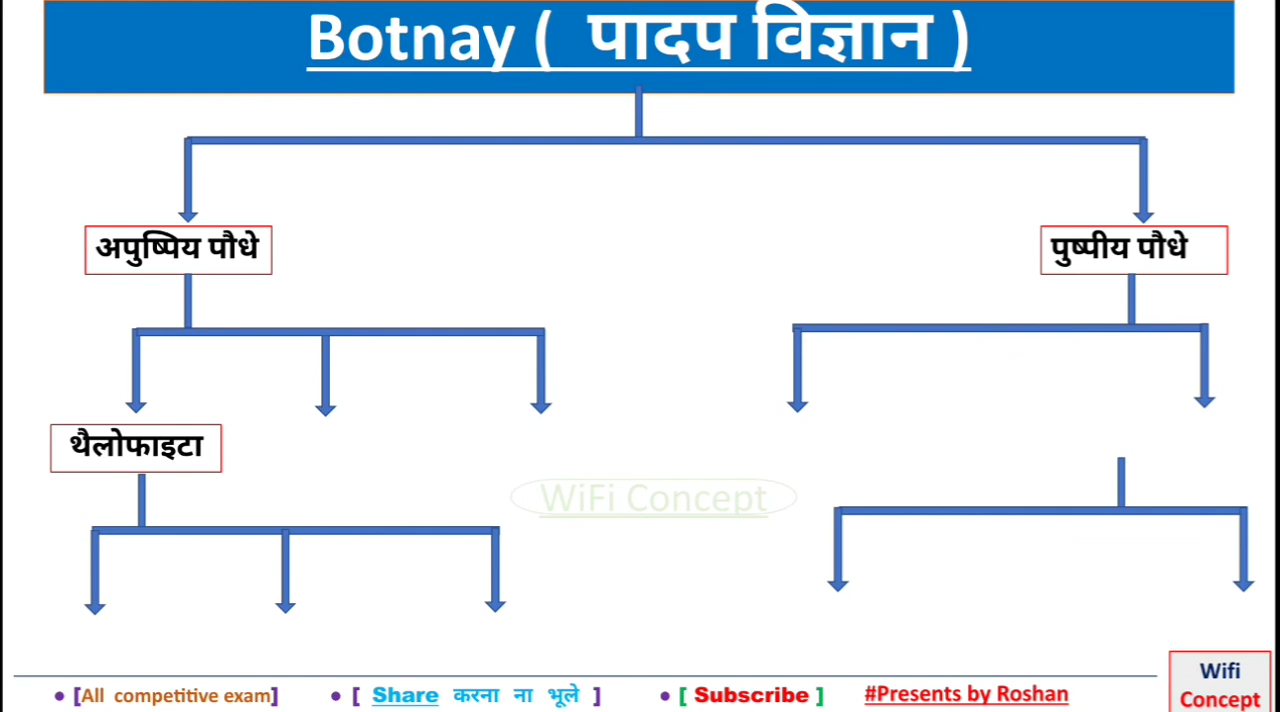 Botnay ( पादप विज्ञान )
अपुष्पिय पौधे
पुष्पीय पौधे
थैलोफाइटा
WiFi Concept
• [All competitive exam]
• [ Share करना ना भूले ]
• [ Subscribe ]
#Presents by Roshan
Wifi
Concept